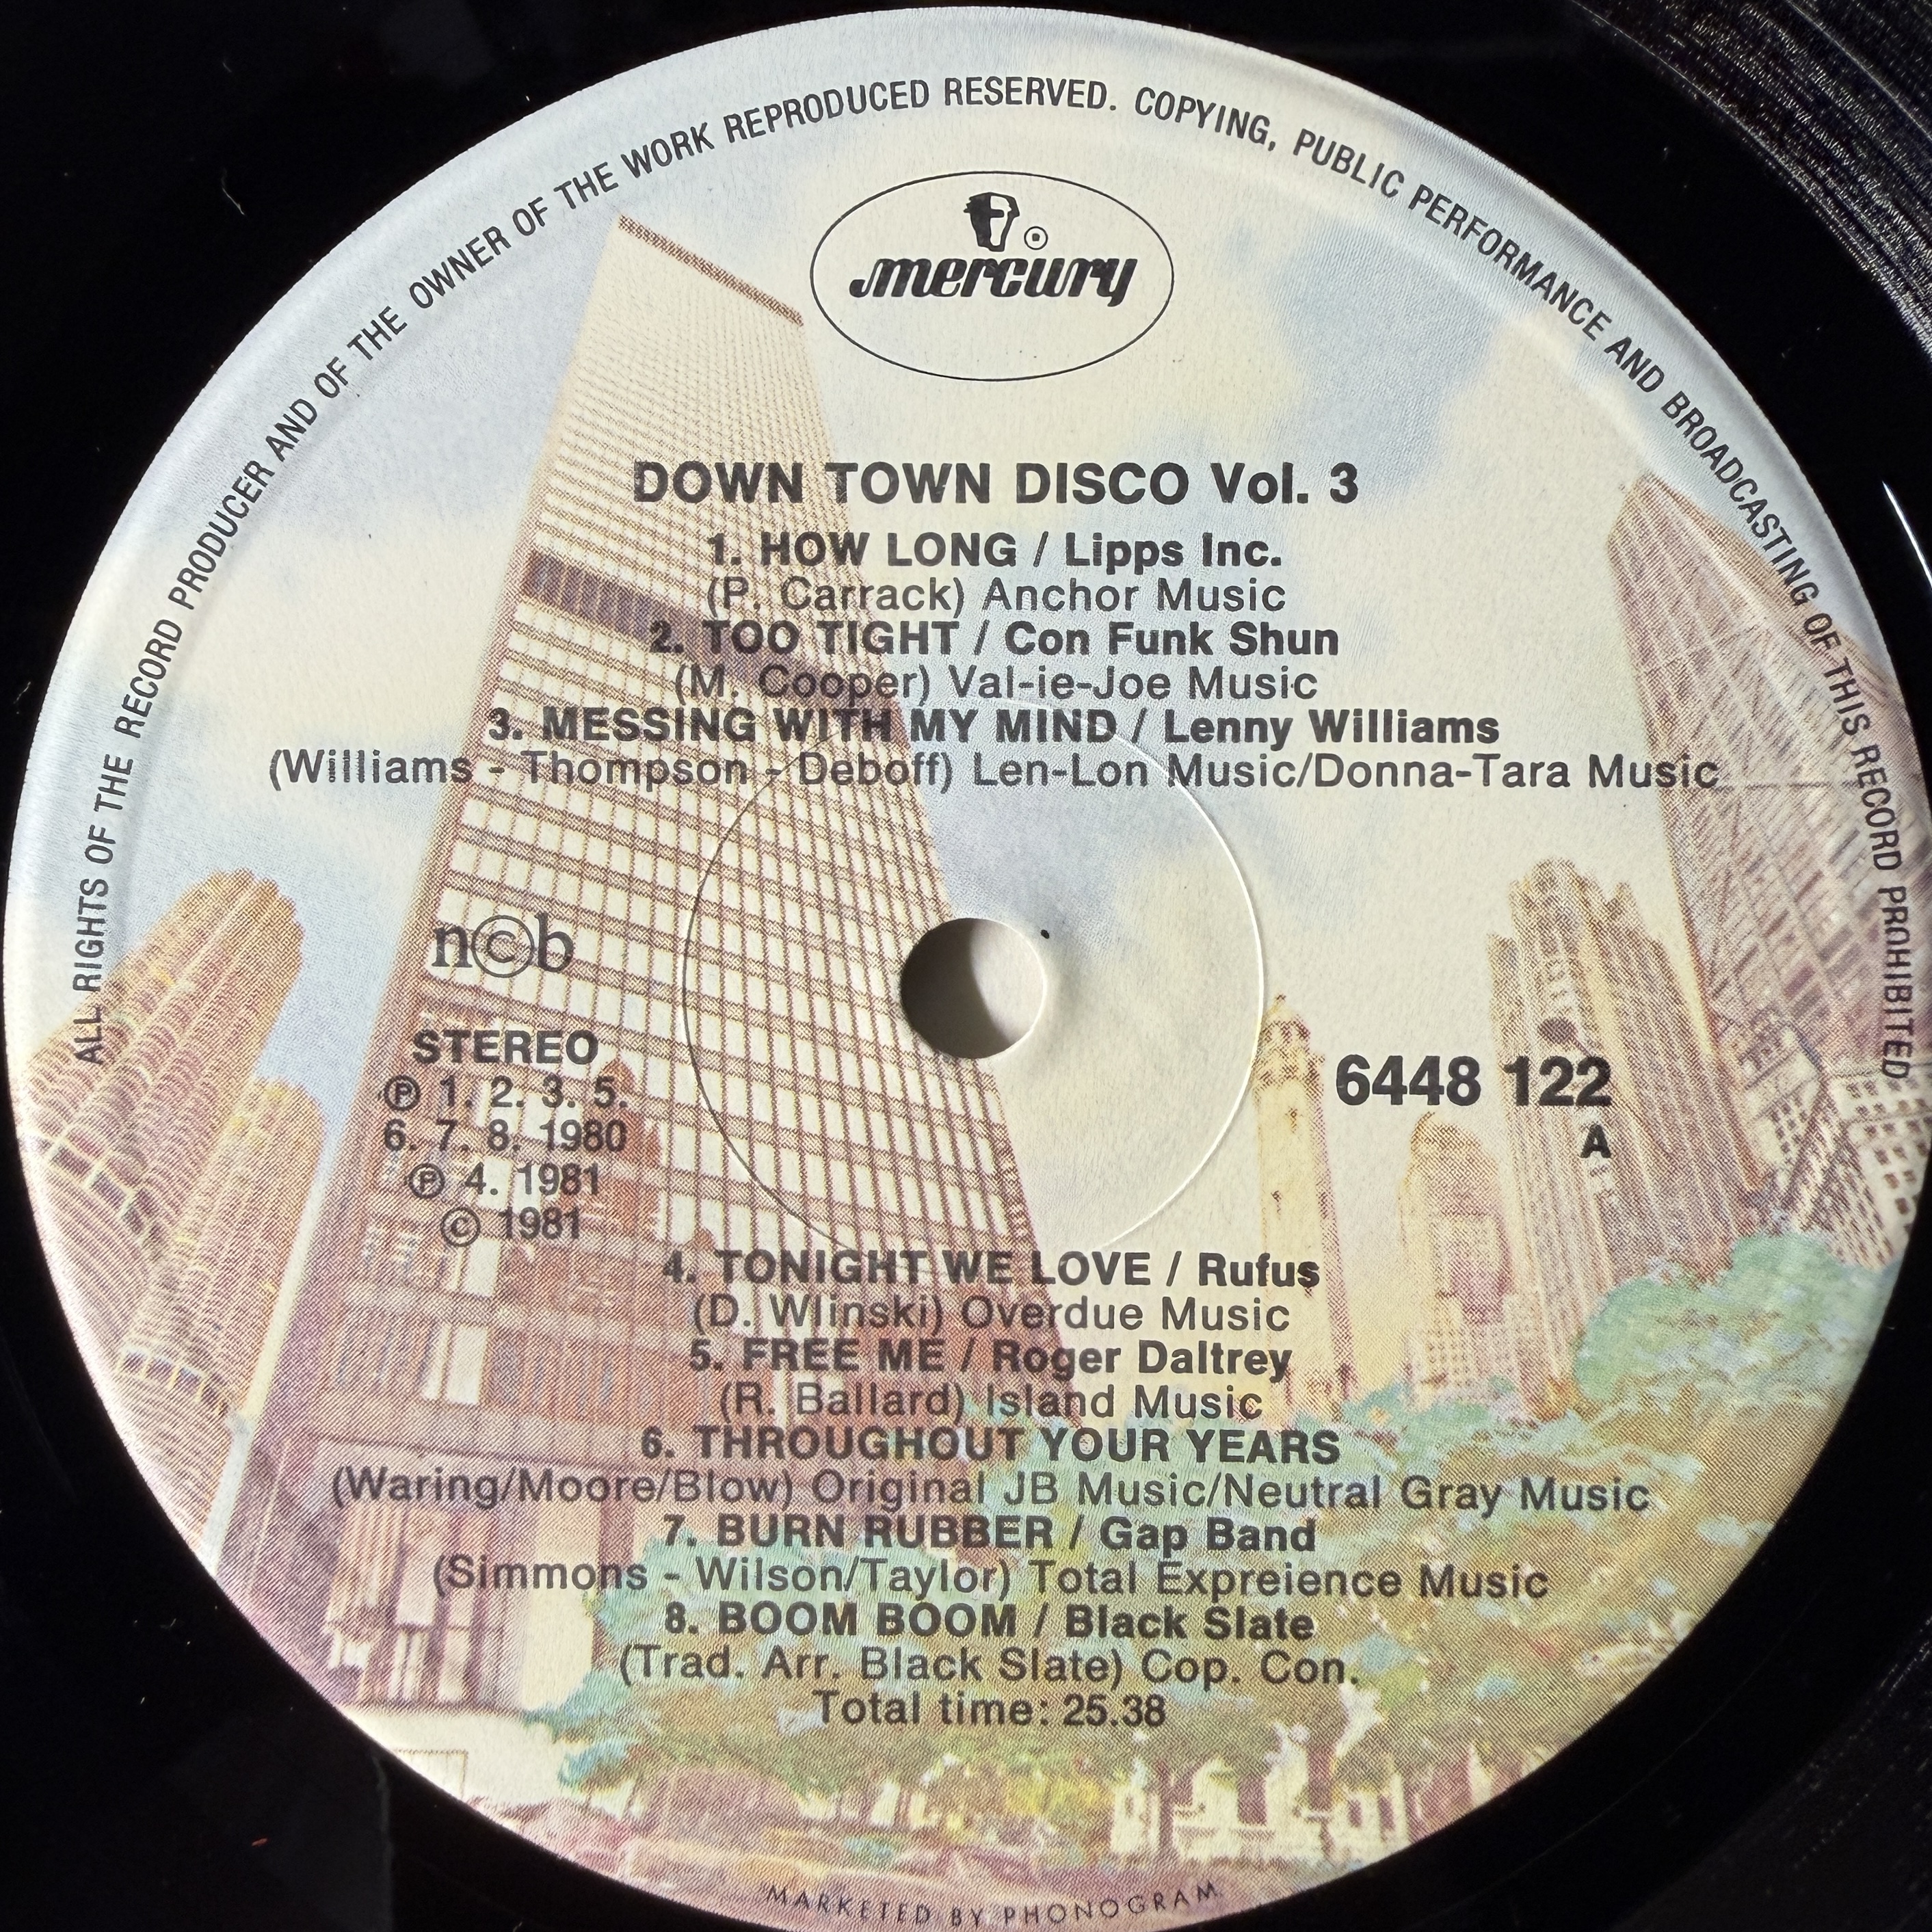 ALL RIGHTS OF THE RECORD PRODUCER AND OF THE OWNER OF THE WORK REPRODUCED RESERVED. COPYING, PUBLIC PERFORMANCE AND BROADCASTING OF THIS RECORD PROHIBITED
mercury
DOWN TOWN DISCO Vol. 3
1. HOW LONG / Lipps Inc.
(P. Carrack) Anchor Music
2. TOO TIGHT / Con Funk Shun
(M. Cooper) Val-ie-Joe Music
3. MESSING WITH MY MIND / Lenny Williams
(Williams - Thompson - Deboff) Len-Lon Music/Donna-Tara Music
n©b
STEREO
℗ 1. 2. 3. 5.
6. 7. 8. 1980
℗ 4. 1981
© 1981
6448 122
A
4. TONIGHT WE LOVE / Rufus
(D. Wlinski) Overdue Music
5. FREE ME / Roger Daltrey
(R. Ballard) Island Music
6. THROUGHOUT YOUR YEARS
(Waring/Moore/Blow) Original JB Music/Neutral Gray Music
7. BURN RUBBER / Gap Band
(Simmons - Wilson/Taylor) Total Expreience Music
8. BOOM BOOM / Black Slate
(Trad. Arr. Black Slate) Cop. Con.
Total time: 25.38
MARKETED BY PHONOGRAM